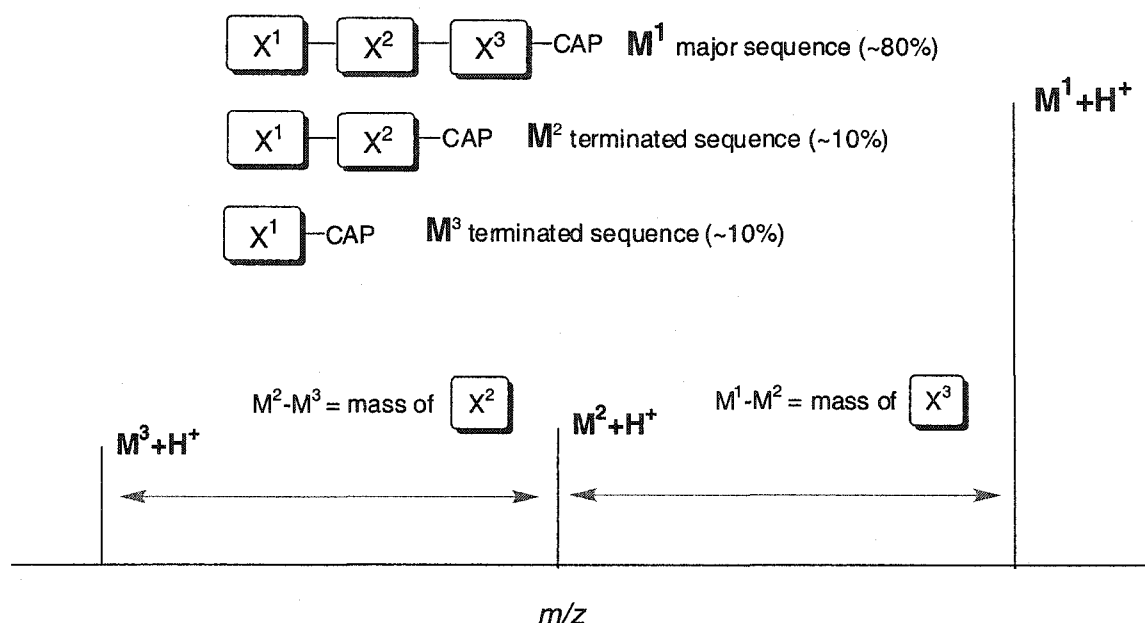 X¹ X² X³ CAP M¹ major sequence (~80%)
M¹+H⁺
X¹ X² CAP M² terminated sequence (~10%)
X¹ CAP M³ terminated sequence (~10%)
M²-M³ = mass of X²
M¹-M² = mass of X³
M³+H⁺
M²+H⁺
m/z